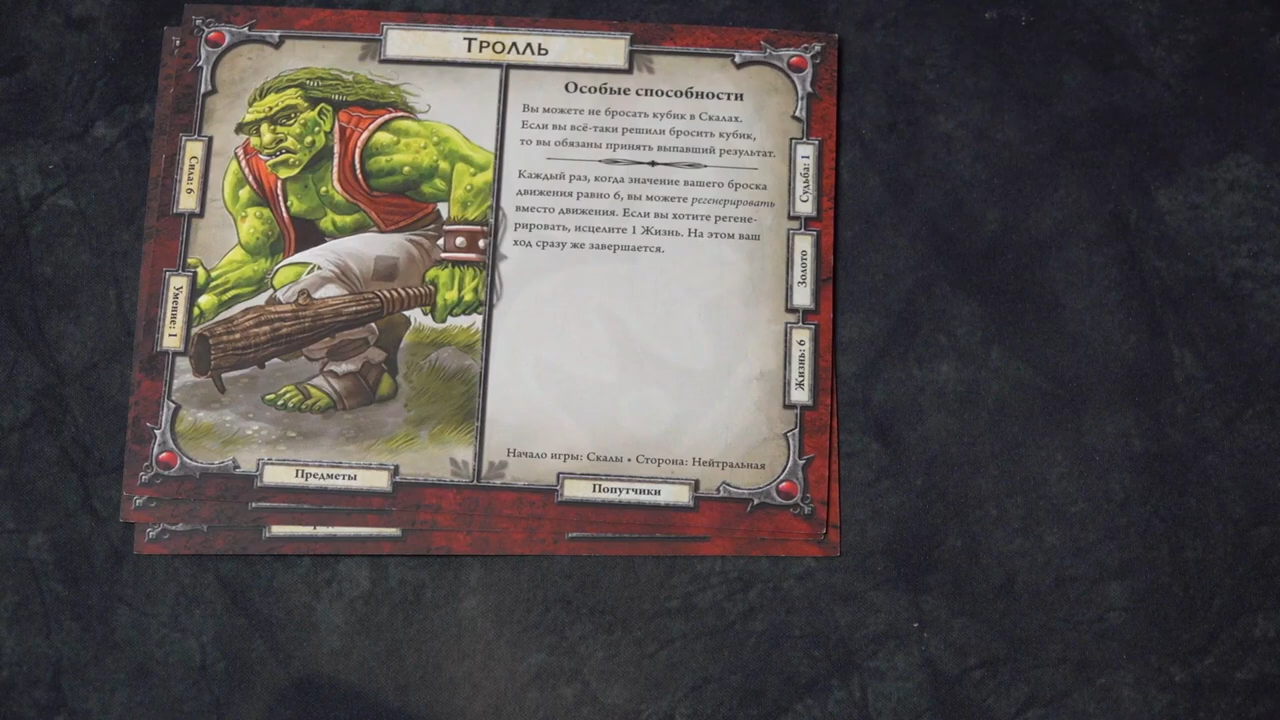 Тролль
Особые способности
Вы можете не бросать кубик в Скалах.
Если вы всё-таки решили бросить кубик,
то вы обязаны принять выпавший результат.
Каждый раз, когда значение вашего броска
движения равно 6, вы можете регенерировать
вместо движения. Если вы хотите регене-
рировать, исцелите 1 Жизнь. На этом ваш
ход сразу же завершается.
Начало игры: Скалы • Сторона: Нейтральная
Сила: 6
Умение: 1
Судьба: 1
Золото
Жизнь: 6
Предметы
Попутчики